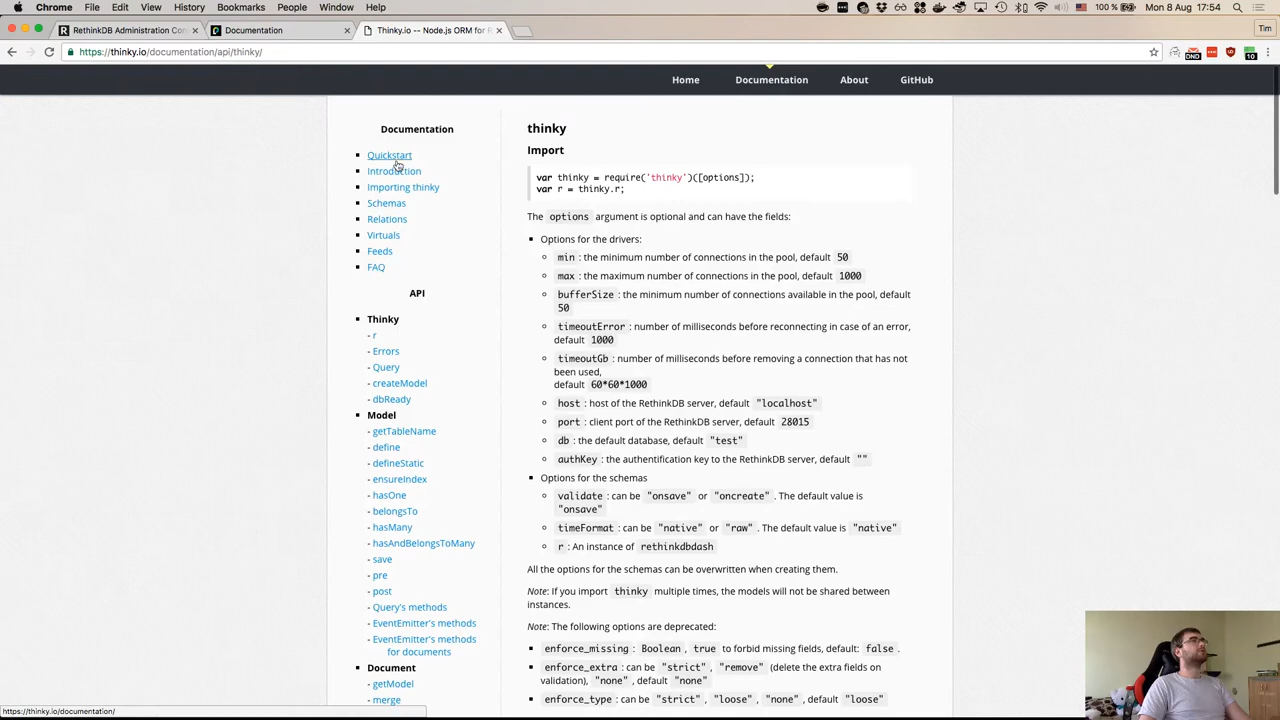 Chrome File Edit View History Bookmarks People Window Help
100 % Mon 8 Aug 17:54
RethinkDB Administration Con
Documentation
Thinky.io -- Node.js ORM for R
Tim
https://thinky.io/documentation/api/thinky/
DND
10
Home Documentation About GitHub
Documentation
Quickstart
Introduction
Importing thinky
Schemas
Relations
Virtuals
Feeds
FAQ
API
Thinky
- r
- Errors
- Query
- createModel
- dbReady
Model
- getTableName
- define
- defineStatic
- ensureIndex
- hasOne
- belongsTo
- hasMany
- hasAndBelongsToMany
- save
- pre
- post
- Query's methods
- EventEmitter's methods
- EventEmitter's methods
for documents
Document
- getModel
- merge
thinky
Import
var thinky = require('thinky')([options]);
var r = thinky.r;
The options argument is optional and can have the fields:
Options for the drivers:
min : the minimum number of connections in the pool, default 50
max : the maximum number of connections in the pool, default 1000
bufferSize : the minimum number of connections available in the pool, default
50
timeoutError : number of milliseconds before reconnecting in case of an error,
default 1000
timeoutGb : number of milliseconds before removing a connection that has not
been used,
default 60*60*1000
host : host of the RethinkDB server, default "localhost"
port : client port of the RethinkDB server, default 28015
db : the default database, default "test"
authKey : the authentification key to the RethinkDB server, default ""
Options for the schemas
validate : can be "onsave" or "oncreate" . The default value is
"onsave"
timeFormat : can be "native" or "raw" . The default value is "native"
r : An instance of rethinkdbdash
All the options for the schemas can be overwritten when creating them.
Note: If you import thinky multiple times, the models will not be shared between
instances.
Note: The following options are deprecated:
enforce_missing : Boolean , true to forbid missing fields, default: false .
enforce_extra : can be "strict" , "remove" (delete the extra fields on
validation), "none" , default "none"
enforce_type : can be "strict" , "loose" , "none" , default "loose"
https://thinky.io/documentation/